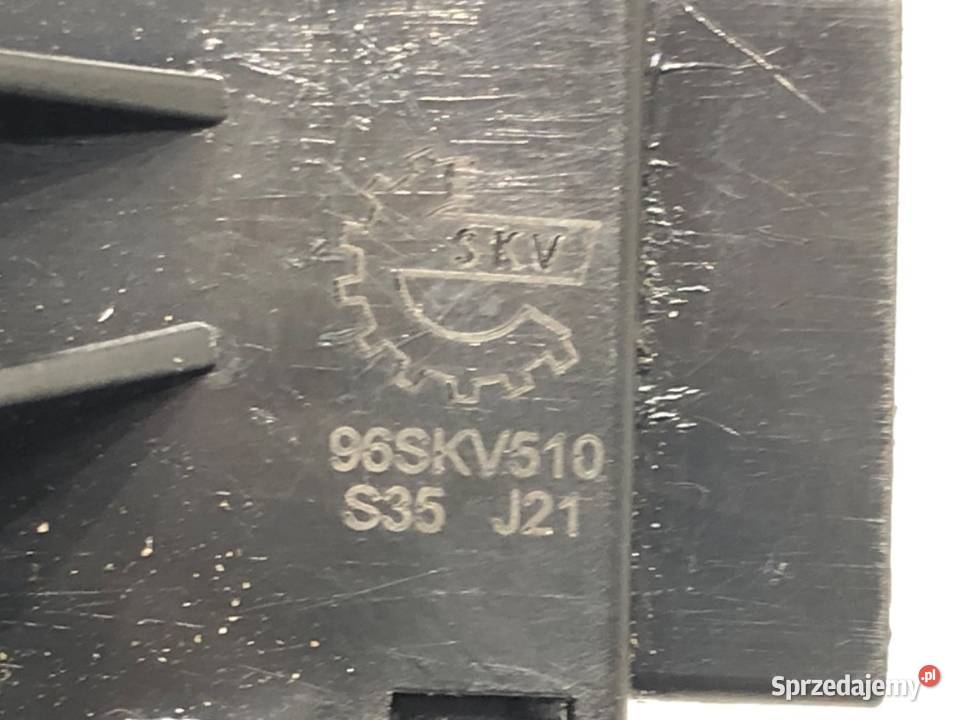 SKV
96SKV510
S35 J21
Sprzedajemy.pl